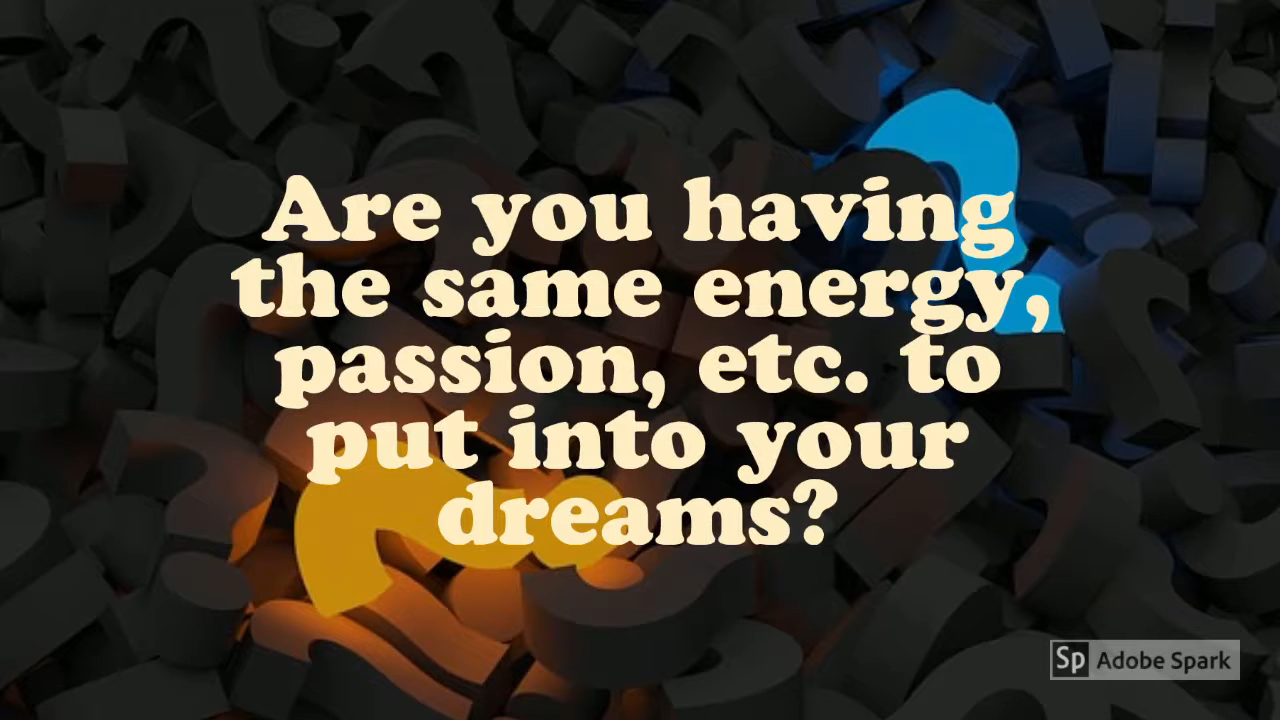 Are you having
the same energy,
passion, etc. to
put into your
dreams?
Sp Adobe Spark